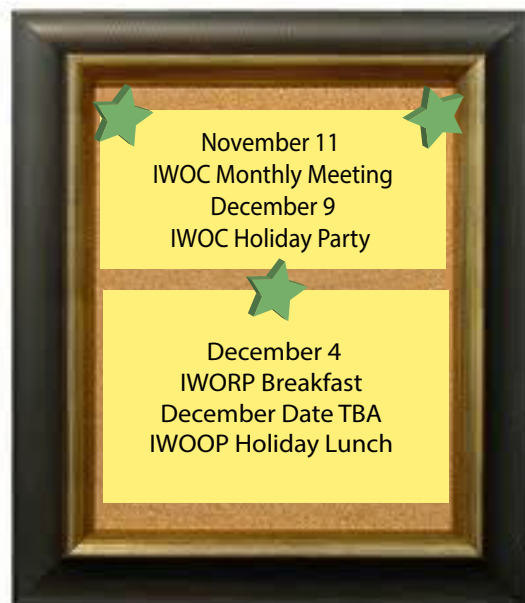 November 11
IWOC Monthly Meeting
December 9
IWOC Holiday Party
December 4
IWORP Breakfast
December Date TBA
IWOOP Holiday Lunch